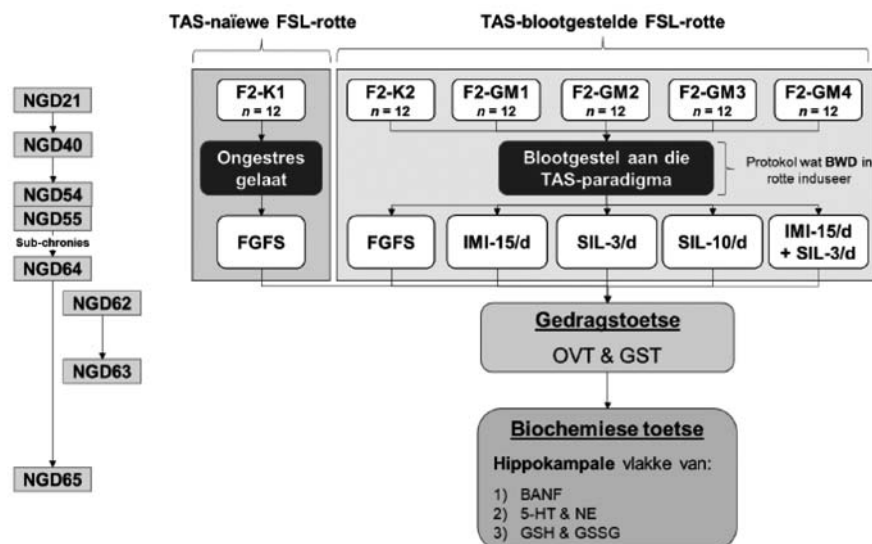 TAS-naïewe FSL-rotte
TAS-blootgestelde FSL-rotte
NGD21
NGD40
NGD54
NGD55
Sub-chronies
NGD64
NGD62
NGD63
NGD65
F2-K1
n = 12
Ongestres
gelaat
FGFS
F2-K2
n = 12
F2-GM1
n = 12
F2-GM2
n = 12
F2-GM3
n = 12
F2-GM4
n = 12
Blootgestel aan die
TAS-paradigma
Protokol wat BWD in
rotte induseer
FGFS
IMI-15/d
SIL-3/d
SIL-10/d
IMI-15/d
+ SIL-3/d
Gedragstoetse
OVT & GST
Biochemiese toetse
Hippokampale vlakke van:
1) BANF
2) 5-HT & NE
3) GSH & GSSG